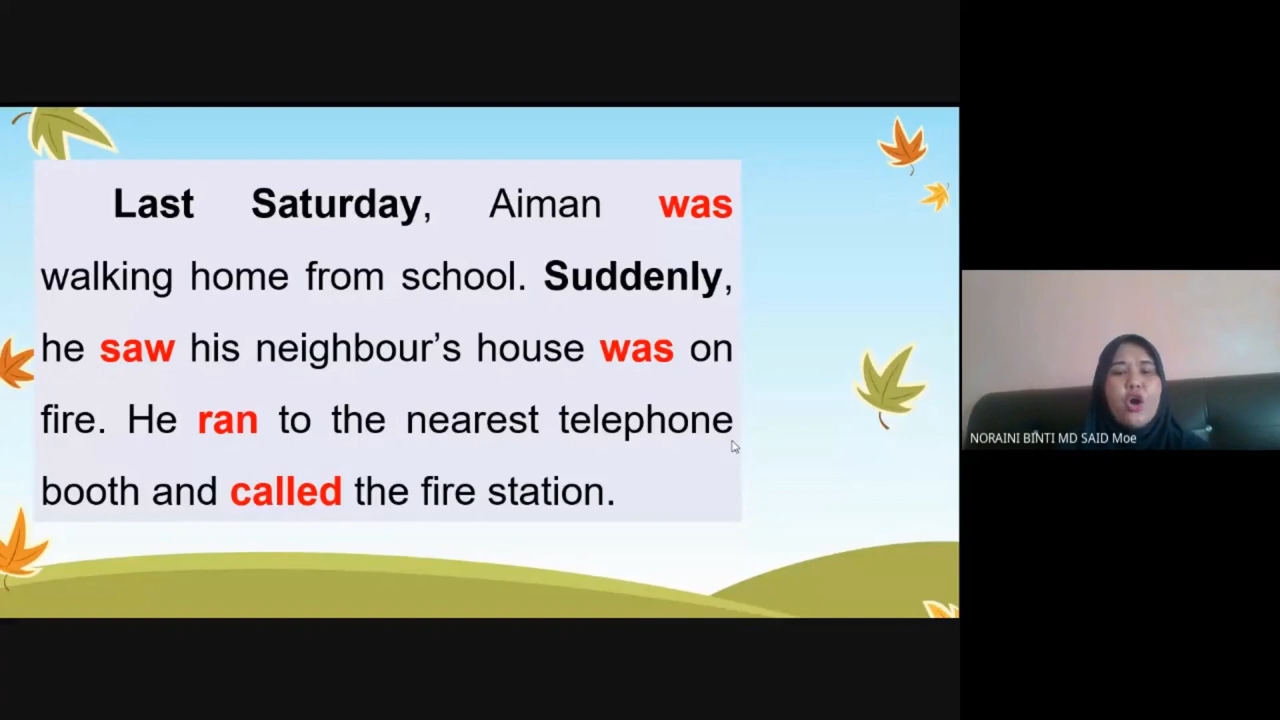 Last Saturday, Aiman was
walking home from school. Suddenly,
he saw his neighbour’s house was on
fire. He ran to the nearest telephone
booth and called the fire station.
NORAINI BINTI MD SAID Moe